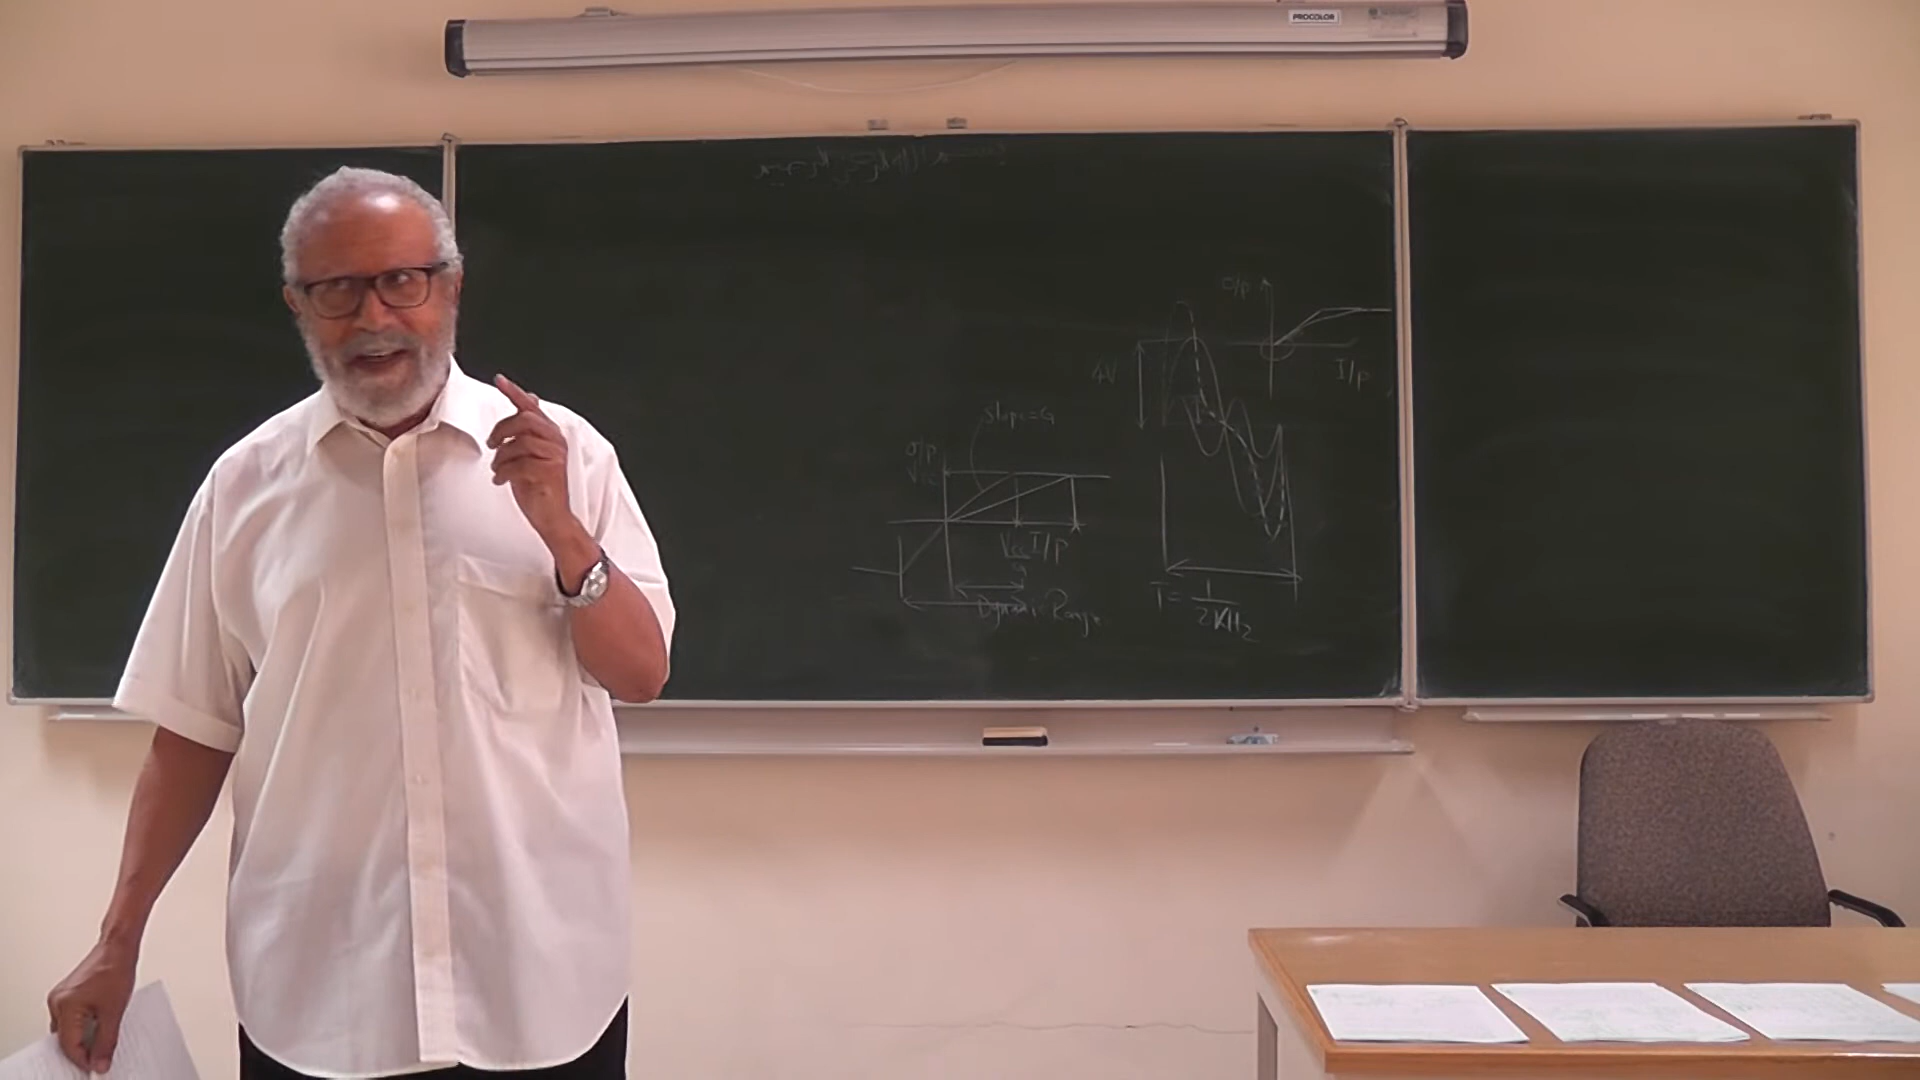 PROCOLOR
o/p
4V
I/p
Slope=G
o/p
Vcc
Vcc I/p
G
Dynamic Range
T = 1
2KHz